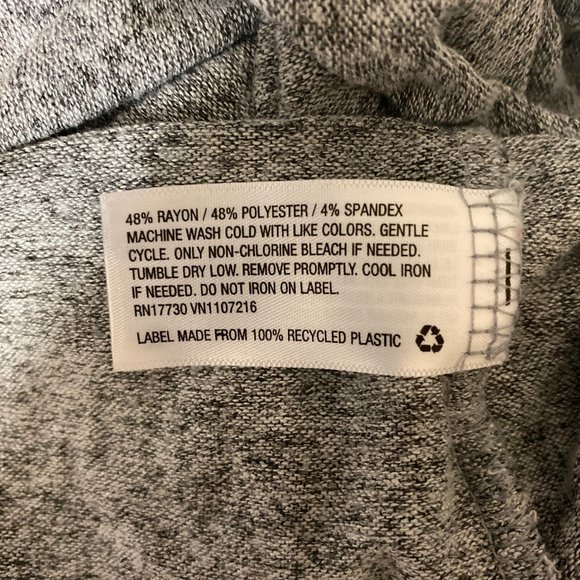 48% RAYON / 48% POLYESTER / 4% SPANDEX
MACHINE WASH COLD WITH LIKE COLORS. GENTLE
CYCLE. ONLY NON-CHLORINE BLEACH IF NEEDED.
TUMBLE DRY LOW. REMOVE PROMPTLY. COOL IRON
IF NEEDED. DO NOT IRON ON LABEL.
RN17730 VN1107216
LABEL MADE FROM 100% RECYCLED PLASTIC